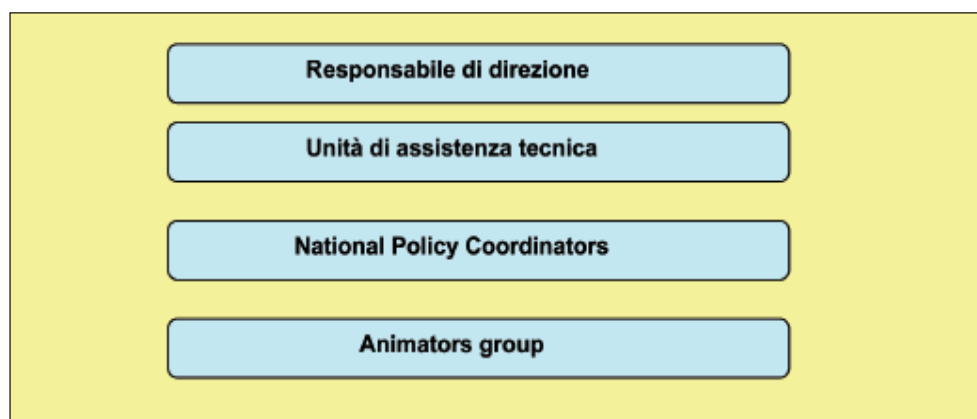 Responsabile di direzione
Unità di assistenza tecnica
National Policy Coordinators
Animators group